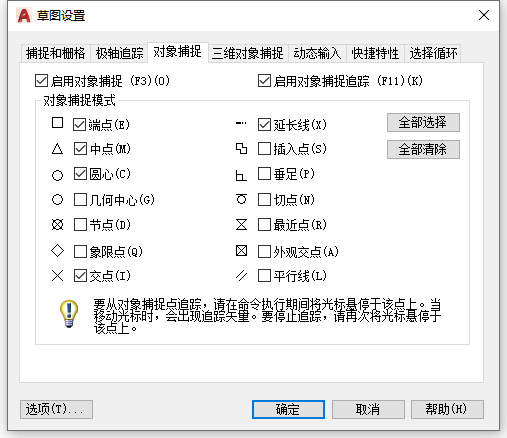 草图设置
捕捉和栅格 极轴追踪 对象捕捉 三维对象捕捉 动态输入 快捷特性 选择循环
启用对象捕捉 (F3)(O) 启用对象捕捉追踪 (F11)(K)
对象捕捉模式
端点(E) 延长线(X) 全部选择
中点(M) 插入点(S) 全部清除
圆心(C) 垂足(P)
几何中心(G) 切点(N)
节点(D) 最近点(R)
象限点(Q) 外观交点(A)
交点(I) 平行线(L)
要从对象捕捉点追踪，请在命令执行期间将光标悬停于该点上。当
移动光标时，会出现追踪矢量。要停止追踪，请再次将光标悬停于
该点上。
选项(T)... 确定 取消 帮助(H)